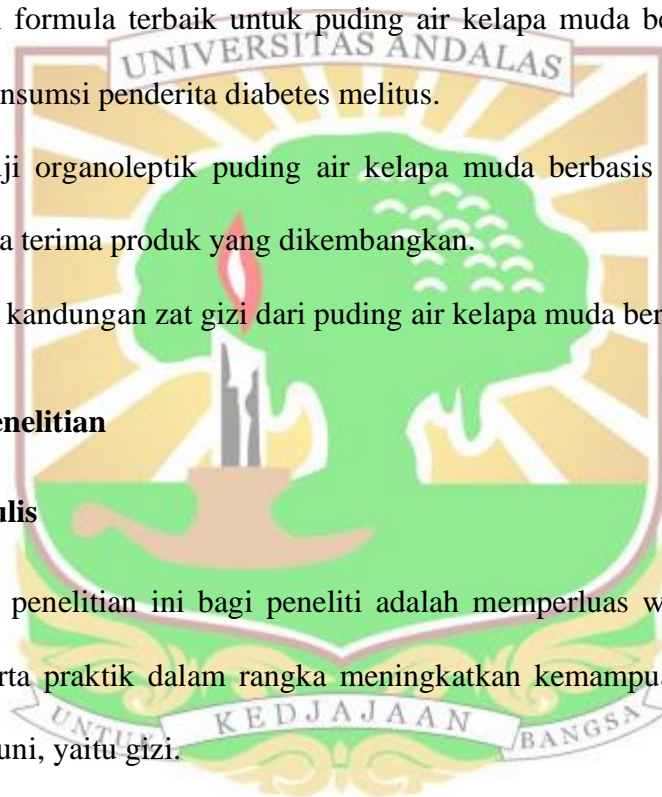 formula terbaik untuk puding air kelapa muda be
UNIVERSITAS ANDALAS
nsumsi penderita diabetes melitus.
ji organoleptik puding air kelapa muda berbasis
a terima produk yang dikembangkan.
kandungan zat gizi dari puding air kelapa muda ber
enelitian
ulis
penelitian ini bagi peneliti adalah memperluas w
rta praktik dalam rangka meningkatkan kemampua
UNTUK KEDJAJAAN BANGSA
uni, yaitu gizi.